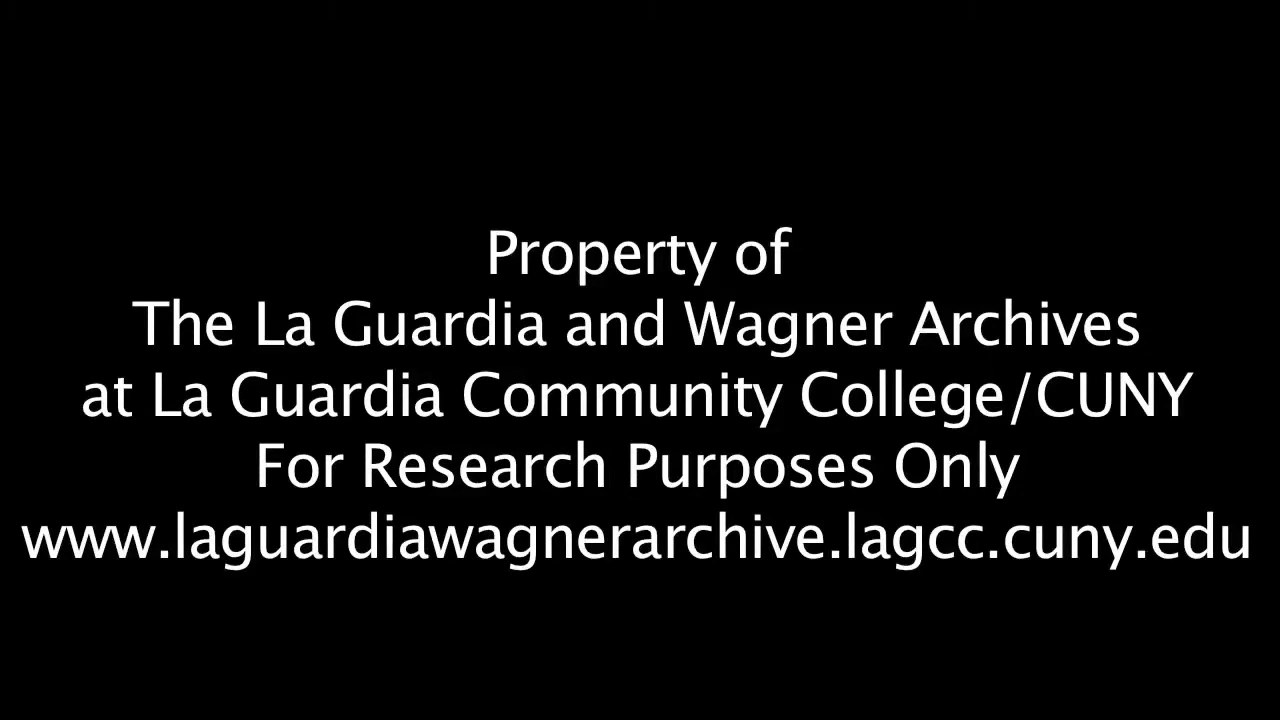 Property of
The La Guardia and Wagner Archives
at La Guardia Community College/CUNY
For Research Purposes Only
www.laguardiawagnerarchive.lagcc.cuny.edu